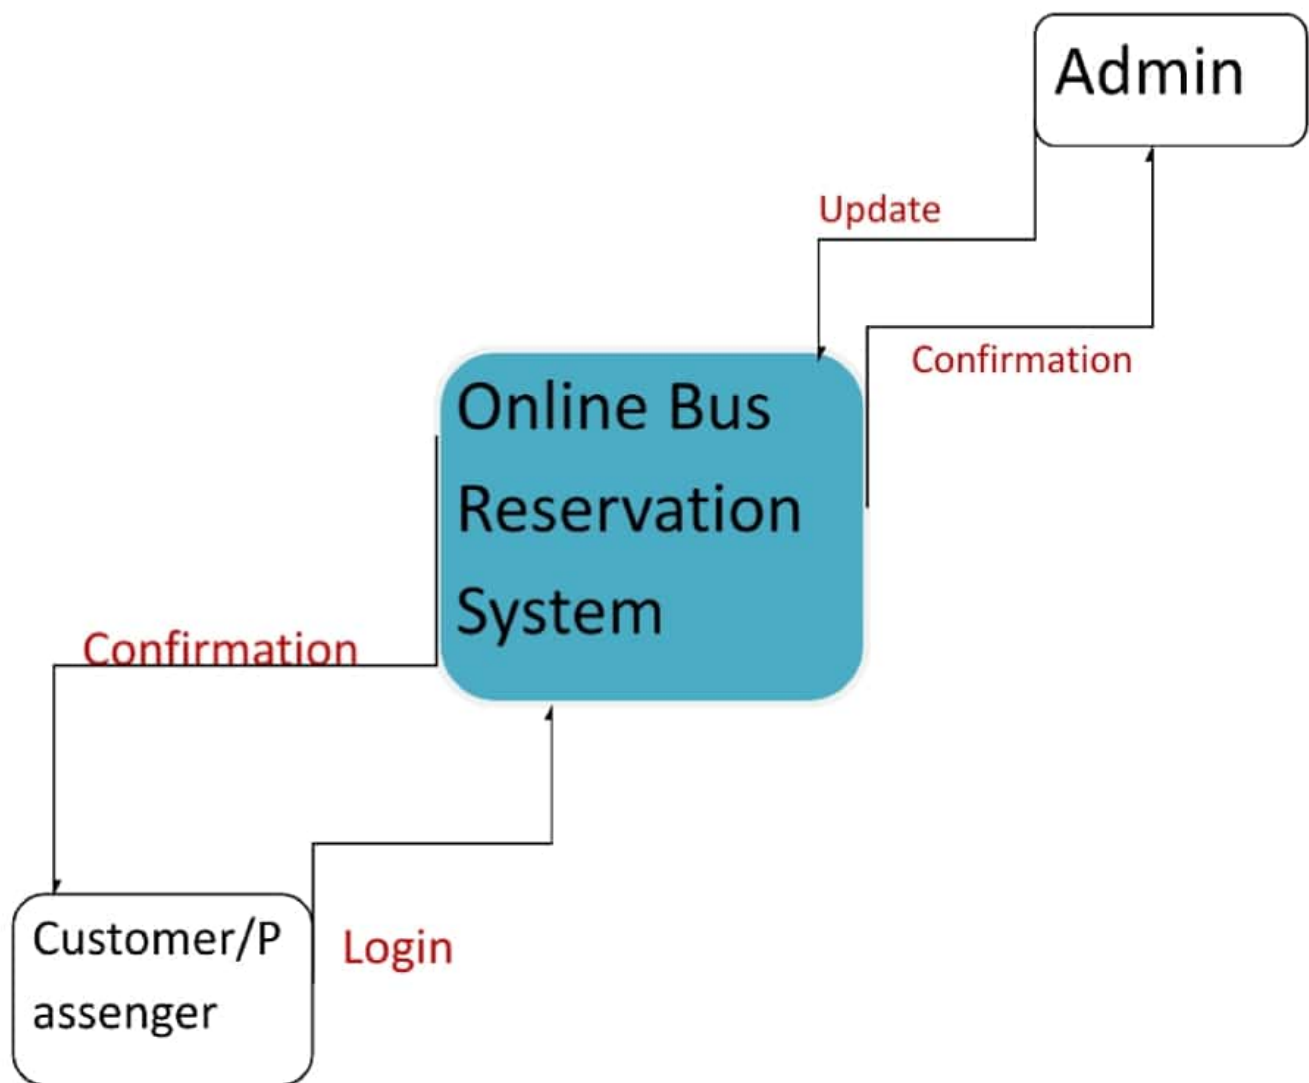 Admin
Update
Confirmation
Online Bus
Reservation
System
Confirmation
Customer/P
assenger
Login